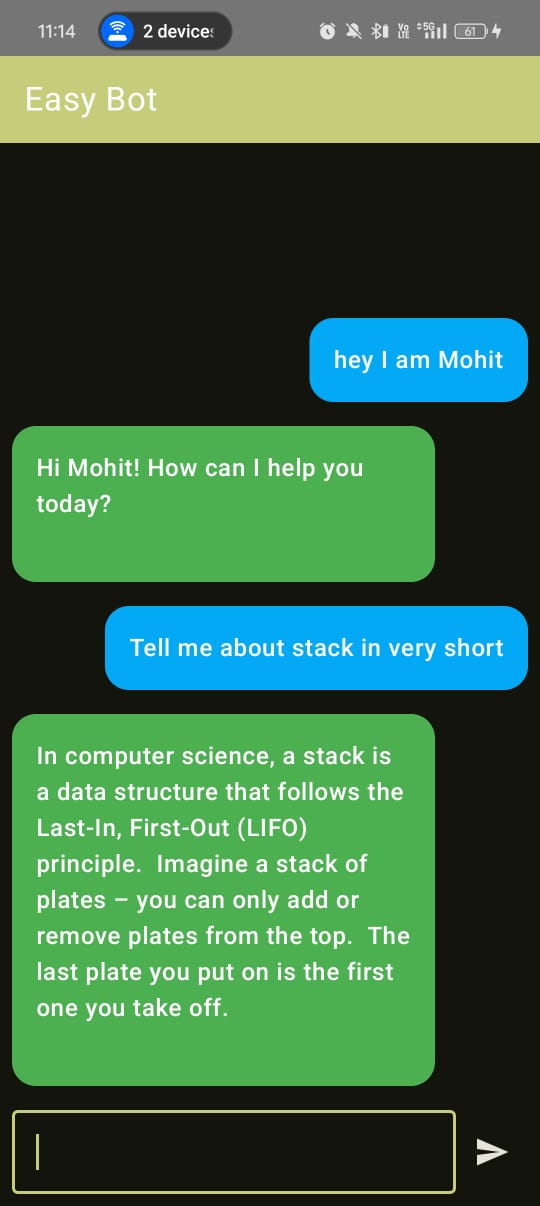 11:14
2 device
Vo
LTE
5G
61
Easy Bot
hey I am Mohit
Hi Mohit! How can I help you
today?
Tell me about stack in very short
In computer science, a stack is
a data structure that follows the
Last-In, First-Out (LIFO)
principle.  Imagine a stack of
plates – you can only add or
remove plates from the top.  The
last plate you put on is the first
one you take off.